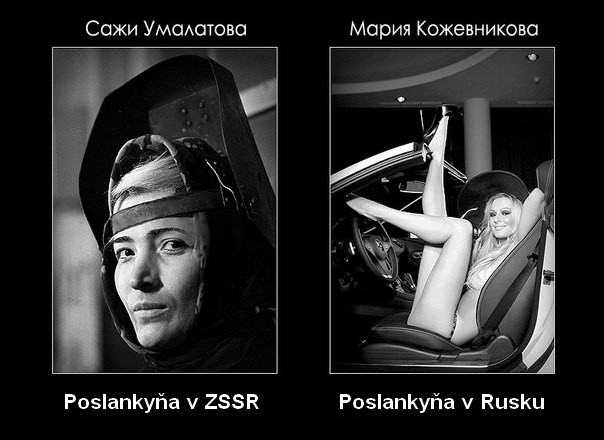 Сажи Умалатова
Мария Кожевникова
Poslankyňa v ZSSR
Poslankyňa v Rusku